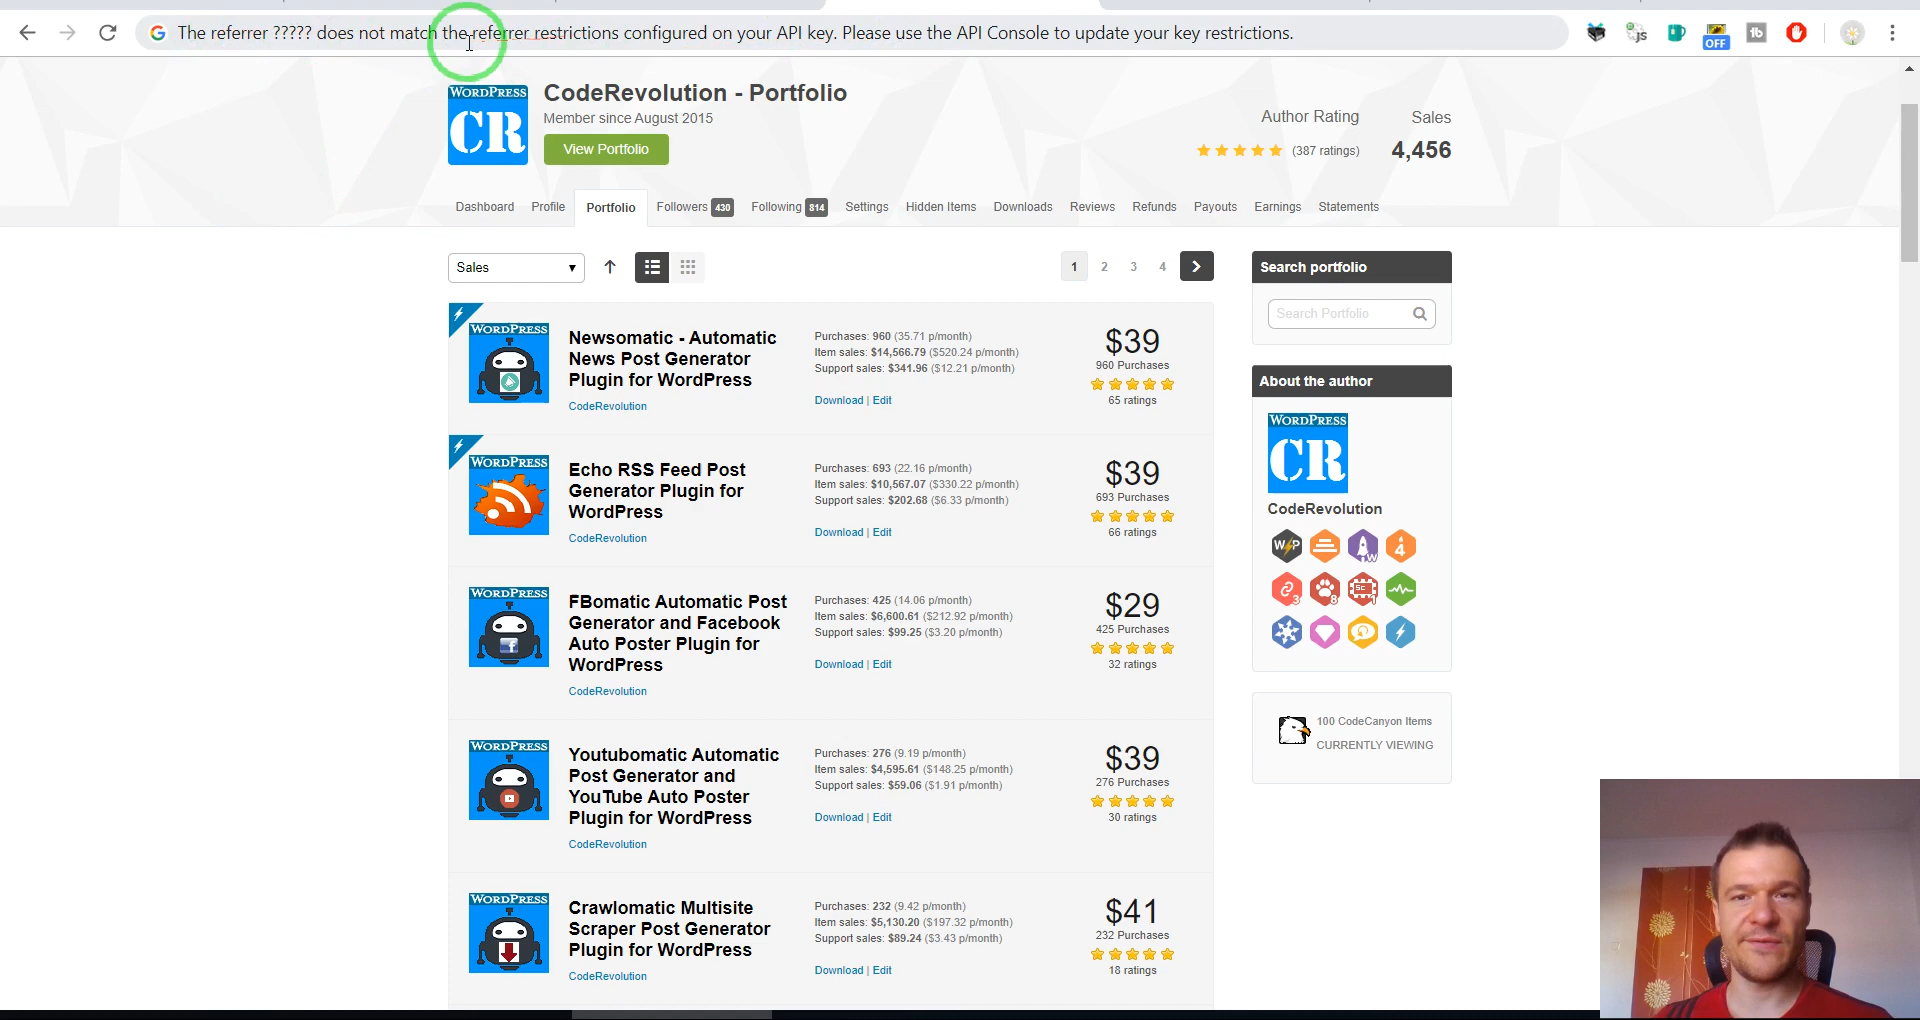 The referrer ????? does not match the referrer restrictions configured on your API key. Please use the API Console to update your key restrictions.
JS
OFF
WORDPRESS
CR
CodeRevolution - Portfolio
Member since August 2015
View Portfolio
Author Rating
Sales
(387 ratings)
4,456
Dashboard
Profile
Portfolio
Followers 430
Following 814
Settings
Hidden Items
Downloads
Reviews
Refunds
Payouts
Earnings
Statements
Sales
1
2
3
4
Search portfolio
Search Portfolio
WORDPRESS
Newsomatic - Automatic
News Post Generator
Plugin for WordPress
CodeRevolution
Purchases: 960 (35.71 p/month)
Item sales: $14,566.79 ($520.24 p/month)
Support sales: $341.96 ($12.21 p/month)
Download | Edit
$39
960 Purchases
65 ratings
WORDPRESS
Echo RSS Feed Post
Generator Plugin for
WordPress
CodeRevolution
Purchases: 693 (22.16 p/month)
Item sales: $10,567.07 ($330.22 p/month)
Support sales: $202.68 ($6.33 p/month)
Download | Edit
$39
693 Purchases
66 ratings
WORDPRESS
FBomatic Automatic Post
Generator and Facebook
Auto Poster Plugin for
WordPress
CodeRevolution
Purchases: 425 (14.06 p/month)
Item sales: $6,600.61 ($212.92 p/month)
Support sales: $99.25 ($3.20 p/month)
Download | Edit
$29
425 Purchases
32 ratings
WORDPRESS
Youtubomatic Automatic
Post Generator and
YouTube Auto Poster
Plugin for WordPress
CodeRevolution
Purchases: 276 (9.19 p/month)
Item sales: $4,595.61 ($148.25 p/month)
Support sales: $59.06 ($1.91 p/month)
Download | Edit
$39
276 Purchases
30 ratings
WORDPRESS
Crawlomatic Multisite
Scraper Post Generator
Plugin for WordPress
CodeRevolution
Purchases: 232 (9.42 p/month)
Item sales: $5,130.20 ($197.32 p/month)
Support sales: $89.24 ($3.43 p/month)
Download | Edit
$41
232 Purchases
18 ratings
About the author
WORDPRESS
CR
CodeRevolution
100 CodeCanyon Items
CURRENTLY VIEWING